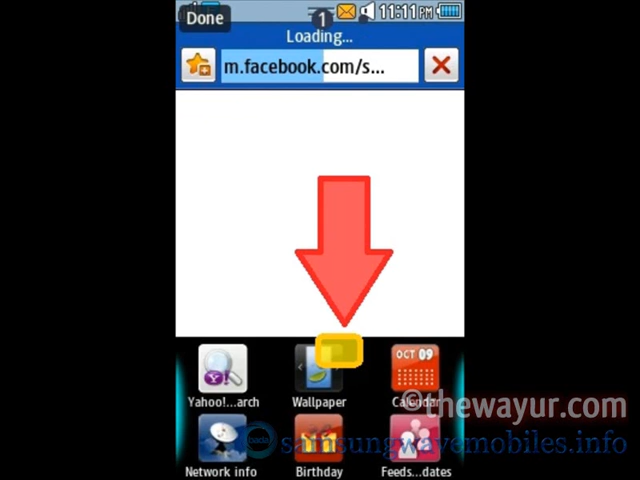 Done
1
11:11PM
Loading...
m.facebook.com/s...
Y!
OCT 09
Yahoo!...arch
Wallpaper
Calendar
©thewayur.com
bada
samsungwavemobiles.info
Network info
Birthday
Feeds...dates